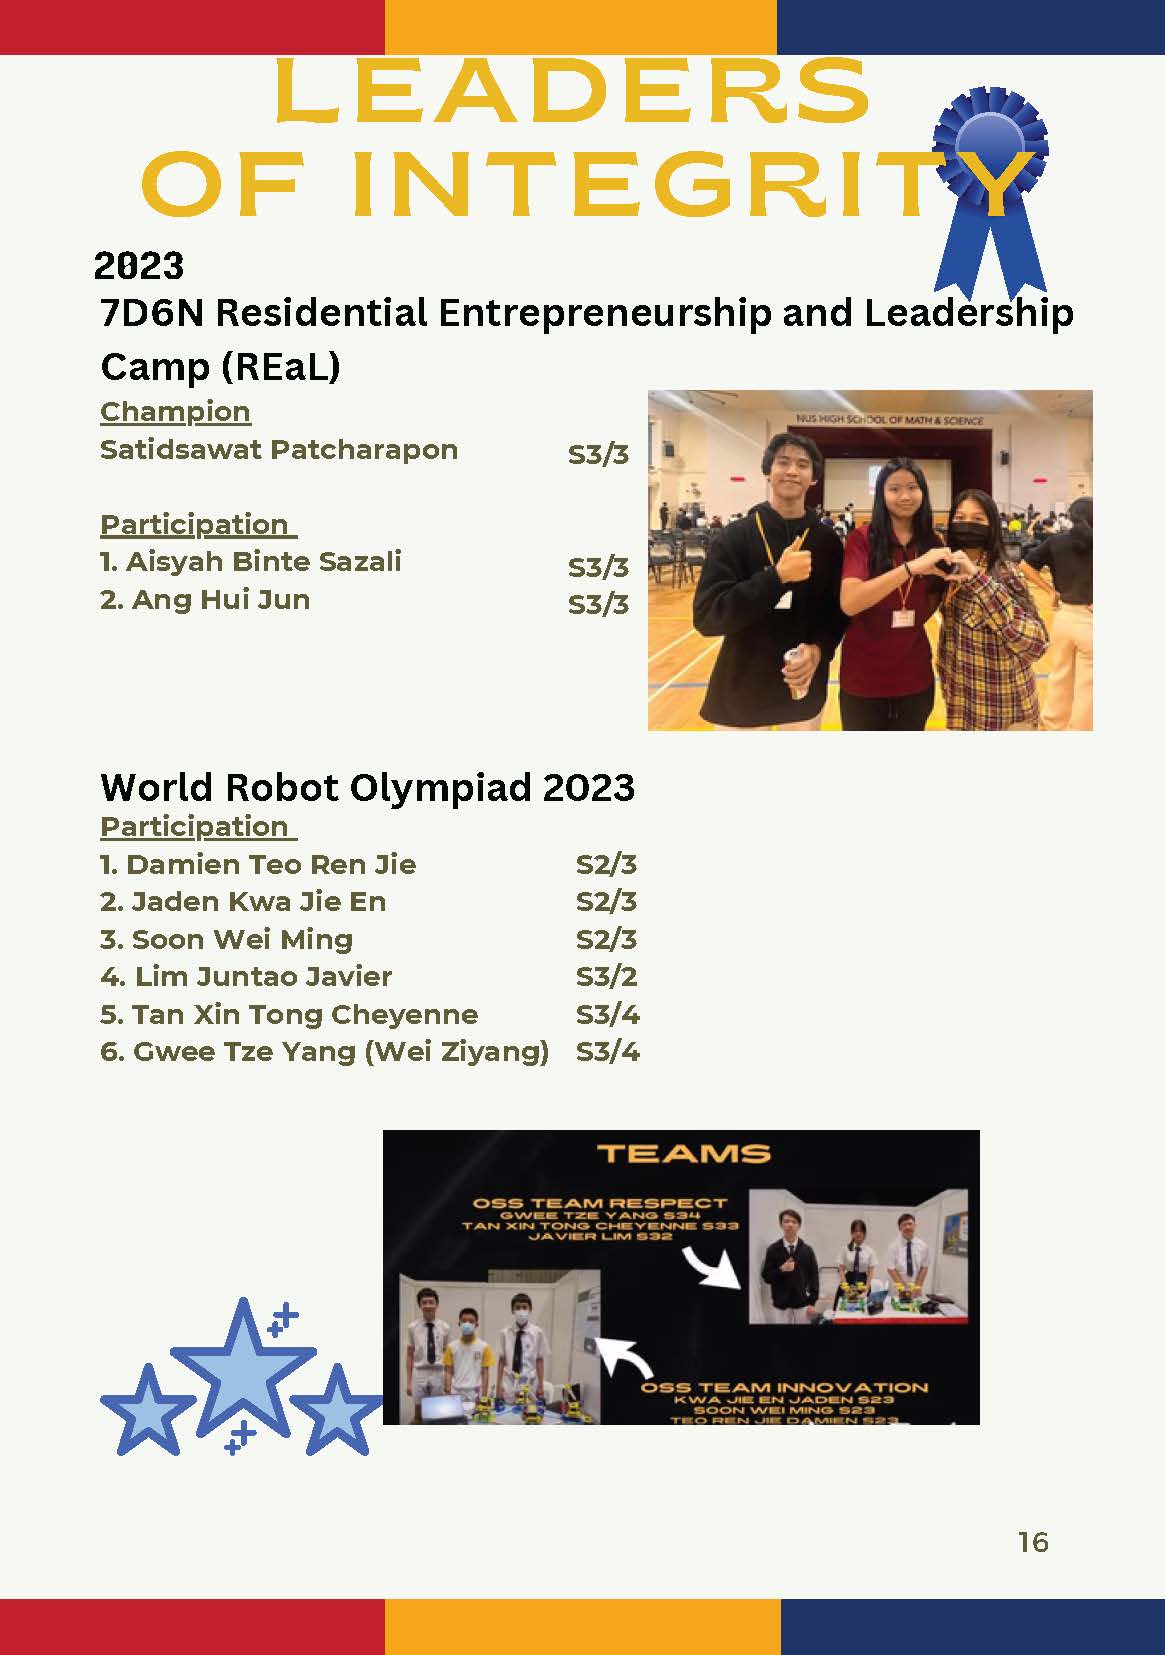 LEADERS
OF INTEGRITY
2023
7D6N Residential Entrepreneurship and Leadership
Camp (REaL)
Champion
Satidsawat Patcharapon S3/3
Participation
1. Aisyah Binte Sazali S3/3
2. Ang Hui Jun S3/3
NUS HIGH SCHOOL OF MATH & SCIENCE
World Robot Olympiad 2023
Participation
1. Damien Teo Ren Jie S2/3
2. Jaden Kwa Jie En S2/3
3. Soon Wei Ming S2/3
4. Lim Juntao Javier S3/2
5. Tan Xin Tong Cheyenne S3/4
6. Gwee Tze Yang (Wei Ziyang) S3/4
TEAMS
OSS TEAM RESPECT
GWEE TZE YANG S34
TAN XIN TONG CHEYENNE S33
JAVIER LIM S32
OSS TEAM INNOVATION
KWA JIE EN JADEN S23
SOON WEI MING S23
TEO REN JIE DAMIEN S23
16